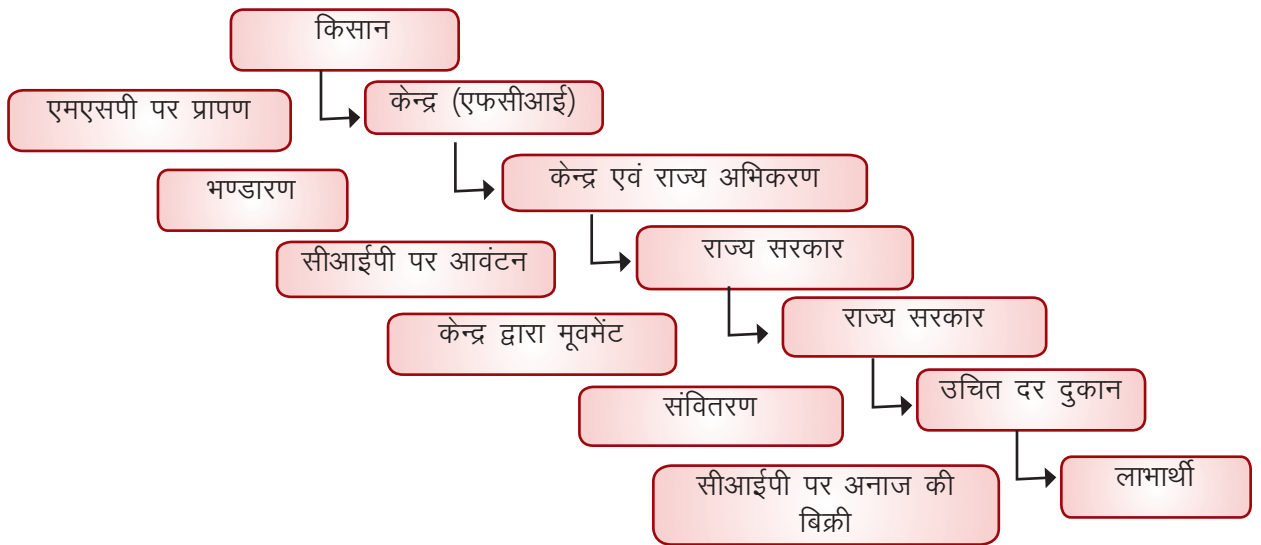 किसान
एमएसपी पर प्रापण
केन्द्र (एफसीआई)
भण्डारण
केन्द्र एवं राज्य अभिकरण
सीआईपी पर आवंटन
राज्य सरकार
केन्द्र द्वारा मूवमेंट
राज्य सरकार
संवितरण
उचित दर दुकान
सीआईपी पर अनाज की
बिक्री
लाभार्थी